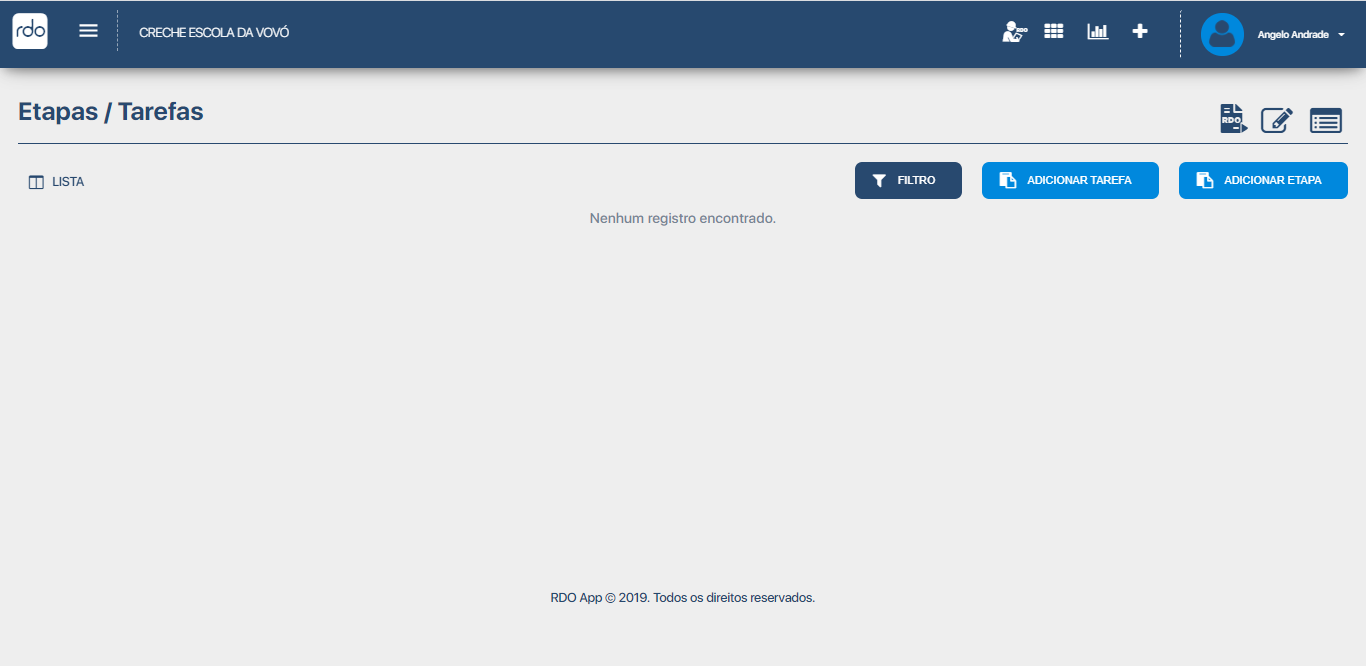 rdo
CRECHE ESCOLA DA VOVÓ
RDO
Angelo Andrade
Etapas / Tarefas
RDO
LISTA
FILTRO
ADICIONAR TAREFA
ADICIONAR ETAPA
Nenhum registro encontrado.
RDO App © 2019. Todos os direitos reservados.